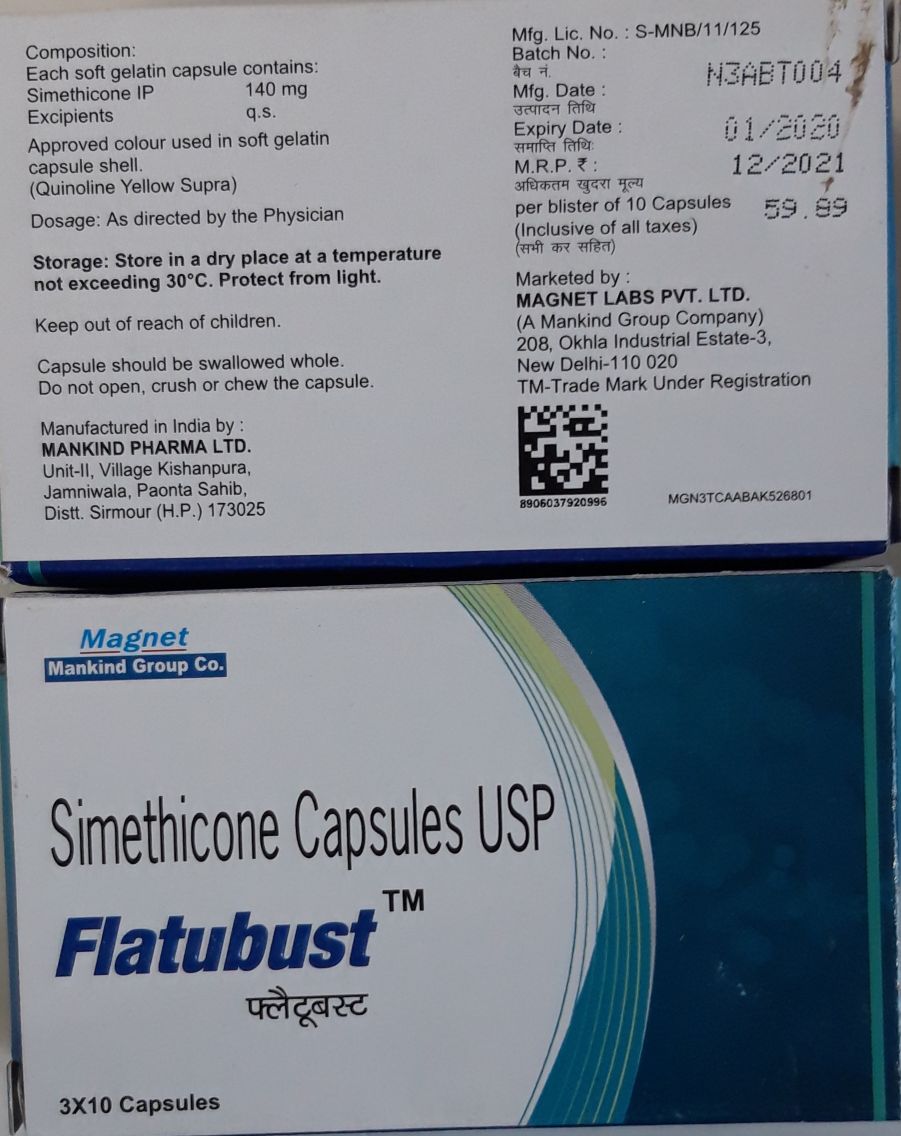 Composition:
Each soft gelatin capsule contains:
Simethicone IP 140 mg
Excipients q.s.
Approved colour used in soft gelatin
capsule shell.
(Quinoline Yellow Supra)
Dosage: As directed by the Physician
Storage: Store in a dry place at a temperature
not exceeding 30°C. Protect from light.
Keep out of reach of children.
Capsule should be swallowed whole.
Do not open, crush or chew the capsule.
Manufactured in India by :
MANKIND PHARMA LTD.
Unit-II, Village Kishanpura,
Jamniwala, Paonta Sahib,
Distt. Sirmour (H.P.) 173025
Mfg. Lic. No. : S-MNB/11/125
Batch No. :
बैच नं. N3ABT004
Mfg. Date :
उत्पादन तिथि 01/2020
Expiry Date :
समाप्ति तिथिः 12/2021
M.R.P. ₹ :
अधिकतम खुदरा मूल्य
per blister of 10 Capsules 59.89
(Inclusive of all taxes)
(सभी कर सहित)
Marketed by :
MAGNET LABS PVT. LTD.
(A Mankind Group Company)
208, Okhla Industrial Estate-3,
New Delhi-110 020
TM-Trade Mark Under Registration
8906037920996
MGN3TCAABAK526801
Magnet
Mankind Group Co.
Simethicone Capsules USP
Flatubust™
फ्लैटूबस्ट
3X10 Capsules